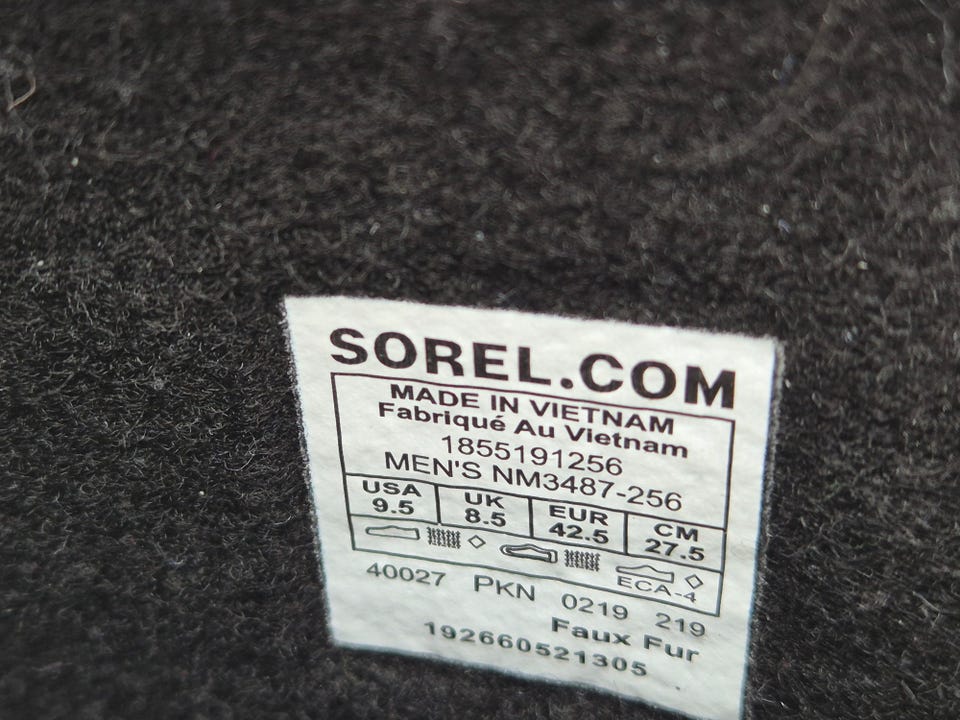 SOREL.COM
MADE IN VIETNAM
Fabriqué Au Vietnam
1855191256
MEN'S NM3487-256
USA UK EUR CM
9.5 8.5 42.5 27.5
ECA-4
40027 PKN 0219 219
Faux Fur
192660521305